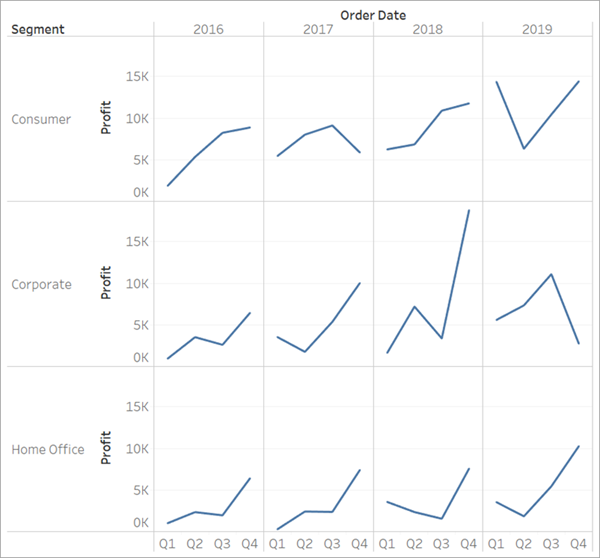 Order Date
Segment 2016 2017 2018 2019
Consumer
Profit
15K
10K
5K
0K
Corporate
Profit
15K
10K
5K
0K
Home Office
Profit
15K
10K
5K
0K
Q1 Q2 Q3 Q4 Q1 Q2 Q3 Q4 Q1 Q2 Q3 Q4 Q1 Q2 Q3 Q4